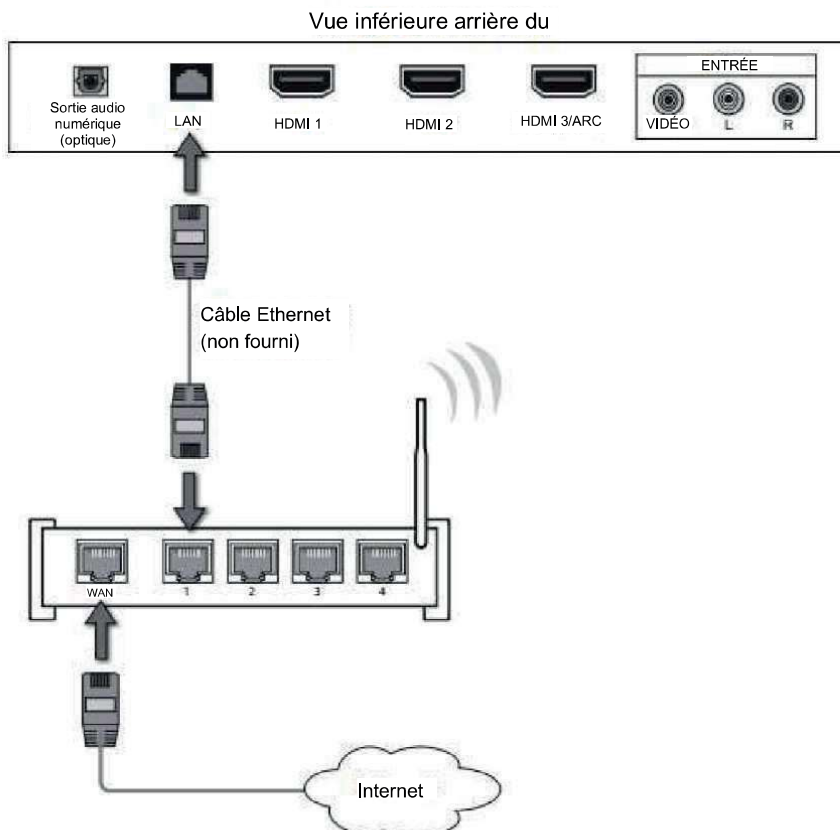 Vue inférieure arrière du
ENTRÉE
Sortie audio
numérique
(optique)
LAN
HDMI 1
HDMI 2
HDMI 3/ARC
VIDÉO
L
R
Câble Ethernet
(non fourni)
WAN
1
2
3
4
Internet